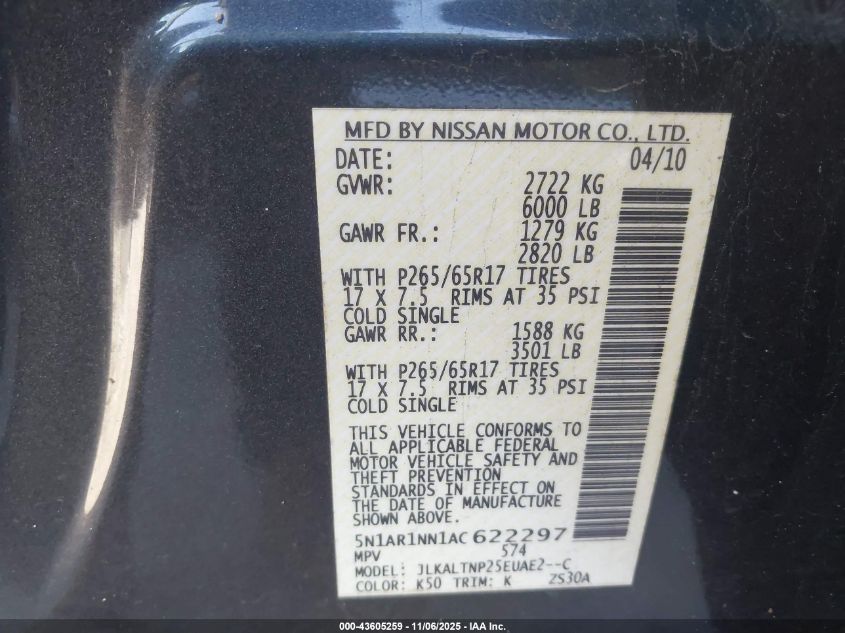 MFD BY NISSAN MOTOR CO., LTD.
DATE: 04/10
GVWR: 2722 KG
6000 LB
GAWR FR.: 1279 KG
2820 LB
WITH P265/65R17 TIRES
17 X 7.5 RIMS AT 35 PSI
COLD SINGLE
GAWR RR.: 1588 KG
3501 LB
WITH P265/65R17 TIRES
17 X 7.5 RIMS AT 35 PSI
COLD SINGLE
THIS VEHICLE CONFORMS TO
ALL APPLICABLE FEDERAL
MOTOR VEHICLE SAFETY AND
THEFT PREVENTION
STANDARDS IN EFFECT ON
THE DATE OF MANUFACTURE
SHOWN ABOVE.
5N1AR1NN1AC622297
MPV 574
MODEL: JLKALTNP25EUAE2--C
COLOR: K50 TRIM: K ZS30A
000-43605259 - 11/06/2025 - IAA Inc.